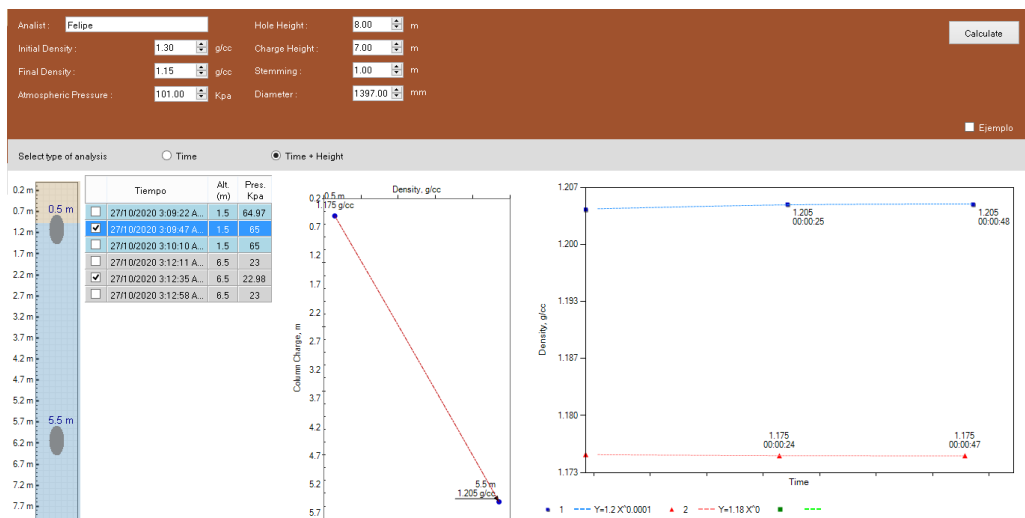 Analist : Felipe Hole Height : 8.00 m Calculate
Initial Density : 1.30 g/cc Charge Height : 7.00 m
Final Density : 1.15 g/cc Stemming : 1.00 m
Atmospheric Pressure : 101.00 Kpa Diameter : 1397.00 mm
Ejemplo
Select type of analysis Time Time + Height
Tiempo Alt. (m) Pres. Kpa
27/10/2020 3:09:22 A... 1.5 64.97
27/10/2020 3:09:47 A... 1.5 65
27/10/2020 3:10:10 A... 1.5 65
27/10/2020 3:12:11 A... 6.5 23
27/10/2020 3:12:35 A... 6.5 22.98
27/10/2020 3:12:58 A... 6.5 23
0.2 m
0.7 m
1.2 m
1.7 m
2.2 m
2.7 m
3.2 m
3.7 m
4.2 m
4.7 m
5.2 m
5.7 m
6.2 m
6.7 m
7.2 m
7.7 m
0.5 m
5.5 m
Density, g/cc
0.5 m
1.175 g/cc
0.2
0.7
1.2
1.7
2.2
2.7
3.2
3.7
4.2
4.7
5.2
5.7
Column Charge, m
5.5 m
1.205 g/cc
1.207
1.200
1.193
1.187
1.180
1.173
Density, g/cc
1.205
00:00:25
1.205
00:00:48
1.175
00:00:24
1.175
00:00:47
Time
1 Y=1.2 X^0.0001 2 Y=1.18 X^0